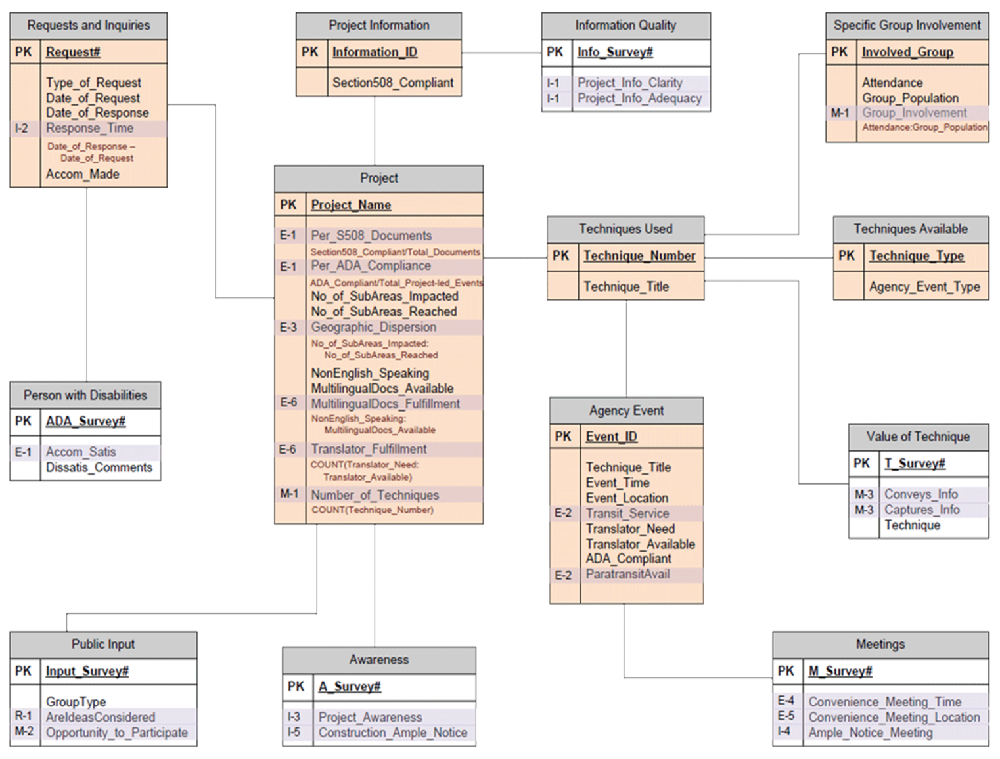 Requests and Inquiries
PK Request#
Type_of_Request
Date_of_Request
Date_of_Response
I-2 Response_Time
Date_of_Response –
Date_of_Request
Accom_Made
Project Information
PK Information_ID
Section508_Compliant
Information Quality
PK Info_Survey#
I-1 Project_Info_Clarity
I-1 Project_Info_Adequacy
Specific Group Involvement
PK Involved_Group
Attendance
Group_Population
M-1 Group_Involvement
Attendance:Group_Population
Project
PK Project_Name
E-1 Per_S508_Documents
Section508_Compliant/Total_Documents
E-1 Per_ADA_Compliance
ADA_Compliant/Total_Project-led_Events
No_of_SubAreas_Impacted
No_of_SubAreas_Reached
E-3 Geographic_Dispersion
No_of_SubAreas_Impacted:
No_of_SubAreas_Reached
NonEnglish_Speaking
MultilingualDocs_Available
E-6 MultilingualDocs_Fulfillment
NonEnglish_Speaking:
MultilingualDocs_Available
E-6 Translator_Fulfillment
COUNT(Translator_Need:
Translator_Available)
M-1 Number_of_Techniques
COUNT(Technique_Number)
Techniques Used
PK Technique_Number
Technique_Title
Techniques Available
PK Technique_Type
Agency_Event_Type
Person with Disabilities
PK ADA_Survey#
E-1 Accom_Satis
Dissatis_Comments
Agency Event
PK Event_ID
Technique_Title
Event_Time
Event_Location
E-2 Transit_Service
Translator_Need
Translator_Available
ADA_Compliant
E-2 ParatransitAvail
Value of Technique
PK T_Survey#
M-3 Conveys_Info
M-3 Captures_Info
Technique
Public Input
PK Input_Survey#
GroupType
R-1 AreIdeasConsidered
M-2 Opportunity_to_Participate
Awareness
PK A_Survey#
I-3 Project_Awareness
I-5 Construction_Ample_Notice
Meetings
PK M_Survey#
E-4 Convenience_Meeting_Time
E-5 Convenience_Meeting_Location
I-4 Ample_Notice_Meeting